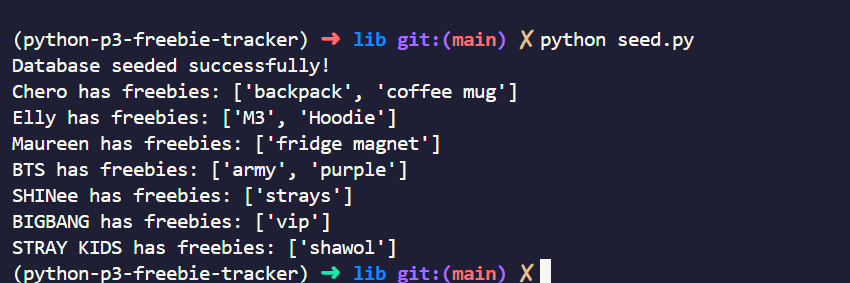 (python-p3-freebie-tracker) ➜ lib git:(main) ✗ python seed.py
Database seeded successfully!
Chero has freebies: ['backpack', 'coffee mug']
Elly has freebies: ['M3', 'Hoodie']
Maureen has freebies: ['fridge magnet']
BTS has freebies: ['army', 'purple']
SHINee has freebies: ['strays']
BIGBANG has freebies: ['vip']
STRAY KIDS has freebies: ['shawol']
(python-p3-freebie-tracker) ➜ lib git:(main) ✗